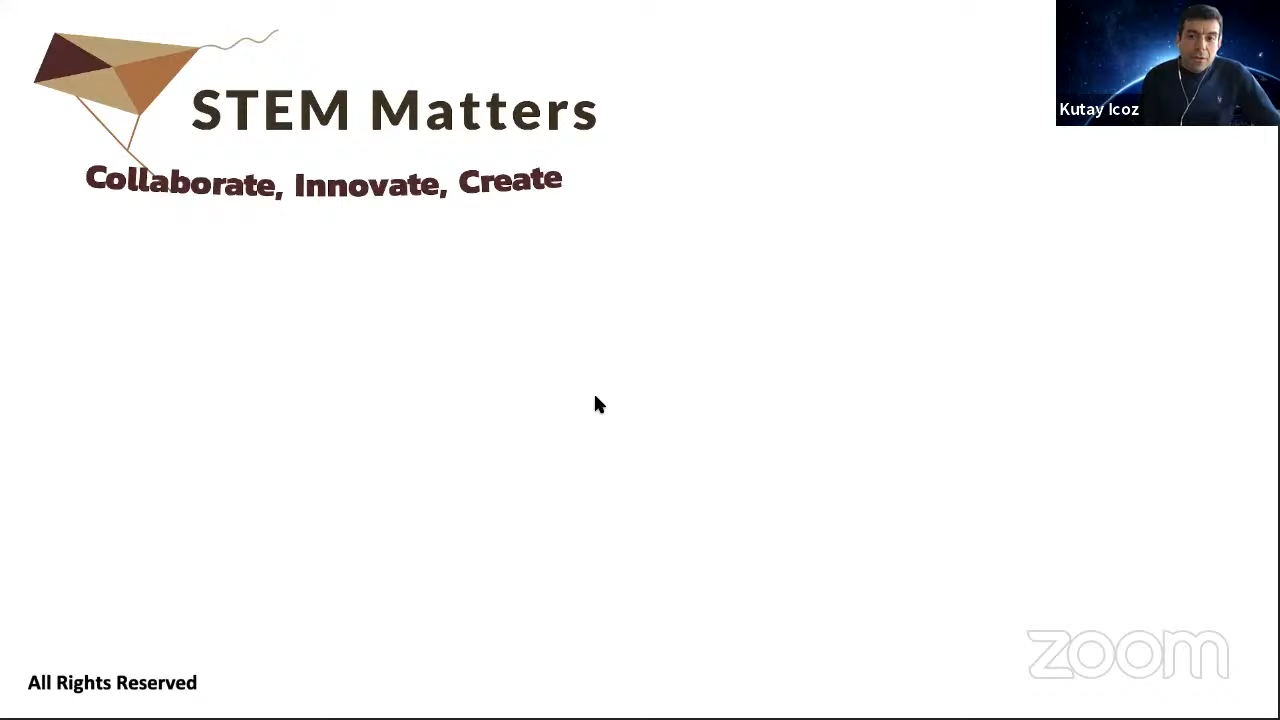 STEM Matters
Collaborate, Innovate, Create
Kutay Icoz
All Rights Reserved
zoom